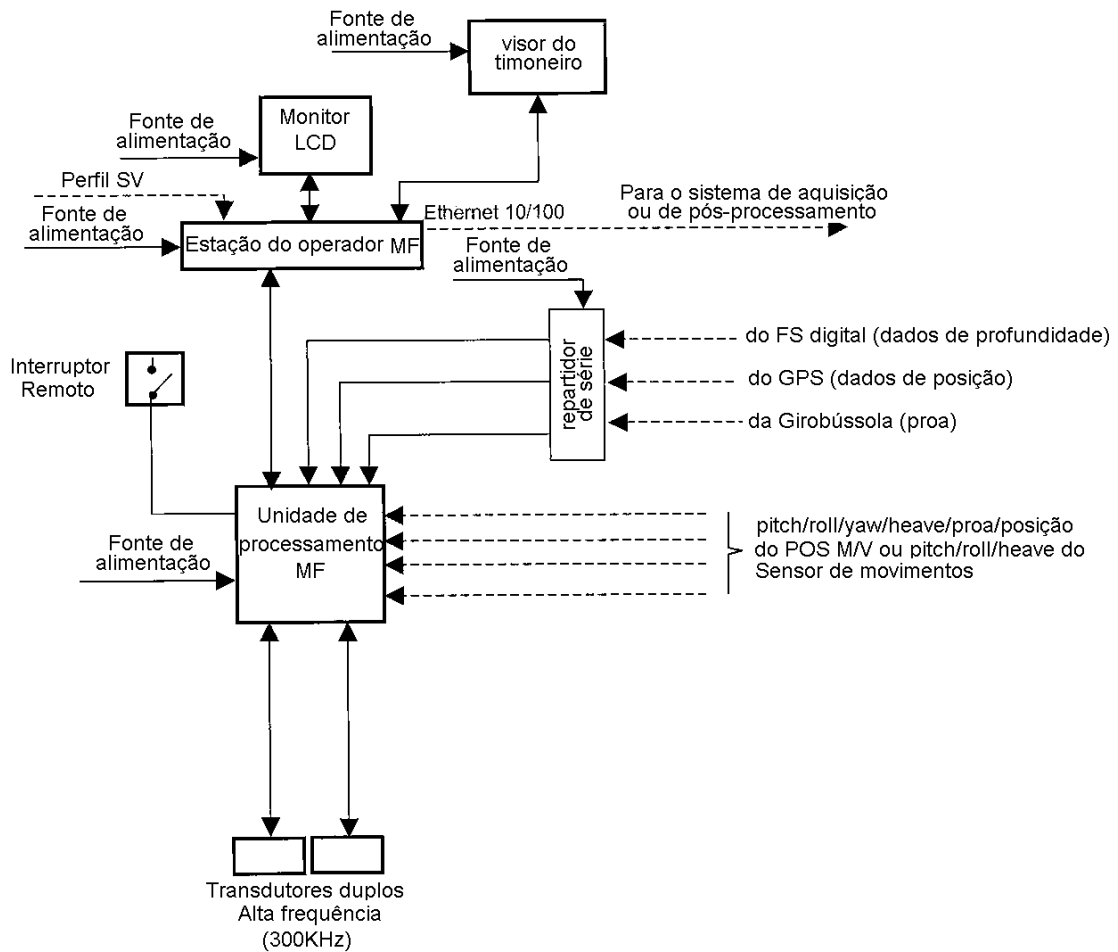 Fonte de
alimentação
visor do
timoneiro
Monitor
LCD
Fonte de
alimentação
Perfil SV
Fonte de
alimentação
Estação do operador MF
Ethernet 10/100
Para o sistema de aquisição
ou de pós-processamento
Fonte de
alimentação
repartidor
de série
do FS digital (dados de profundidade)
do GPS (dados de posição)
da Girobússola (proa)
Interruptor
Remoto
Unidade de
processamento
MF
Fonte de
alimentação
pitch/roll/yaw/heave/proa/posição
do POS M/V ou pitch/roll/heave do
Sensor de movimentos
Transdutores duplos
Alta frequência
(300KHz)